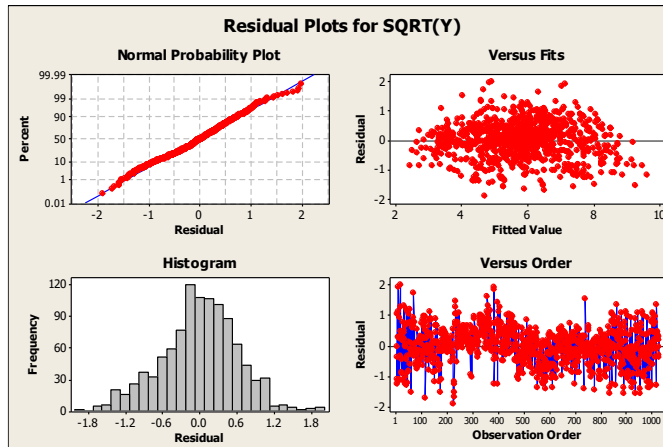 Residual Plots for SQRT(Y)
Normal Probability Plot
99.99
99
90
50
10
1
0.01
Percent
-2 -1 0 1 2
Residual
Versus Fits
2
1
0
-1
-2
Residual
2 4 6 8 10
Fitted Value
Histogram
120
90
60
30
0
Frequency
-1.8 -1.2 -0.6 0.0 0.6 1.2 1.8
Residual
Versus Order
2
1
0
-1
-2
Residual
1 100 200 300 400 500 600 700 800 900 1000
Observation Order